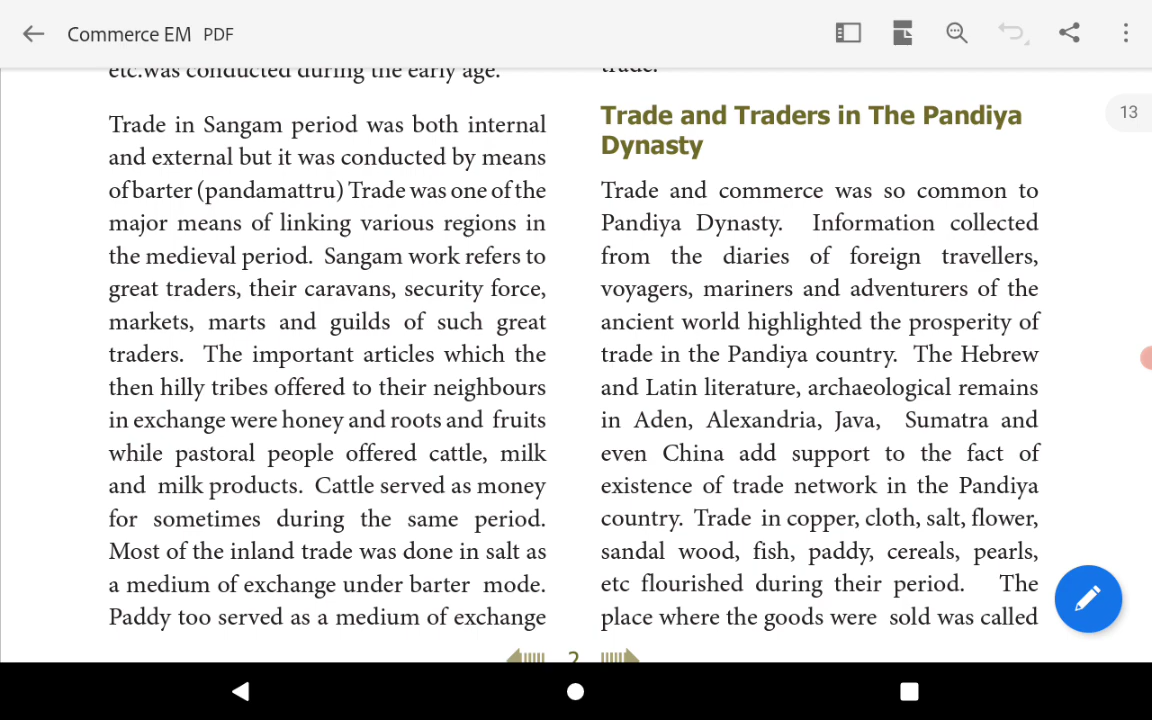 Commerce EM PDF
13
etc.was conducted during the early age.
Trade in Sangam period was both internal
and external but it was conducted by means
of barter (pandamattru) Trade was one of the
major means of linking various regions in
the medieval period. Sangam work refers to
great traders, their caravans, security force,
markets, marts and guilds of such great
traders. The important articles which the
then hilly tribes offered to their neighbours
in exchange were honey and roots and fruits
while pastoral people offered cattle, milk
and milk products. Cattle served as money
for sometimes during the same period.
Most of the inland trade was done in salt as
a medium of exchange under barter mode.
Paddy too served as a medium of exchange
trade.
Trade and Traders in The Pandiya
Dynasty
Trade and commerce was so common to
Pandiya Dynasty. Information collected
from the diaries of foreign travellers,
voyagers, mariners and adventurers of the
ancient world highlighted the prosperity of
trade in the Pandiya country. The Hebrew
and Latin literature, archaeological remains
in Aden, Alexandria, Java, Sumatra and
even China add support to the fact of
existence of trade network in the Pandiya
country. Trade in copper, cloth, salt, flower,
sandal wood, fish, paddy, cereals, pearls,
etc flourished during their period. The
place where the goods were sold was called
2